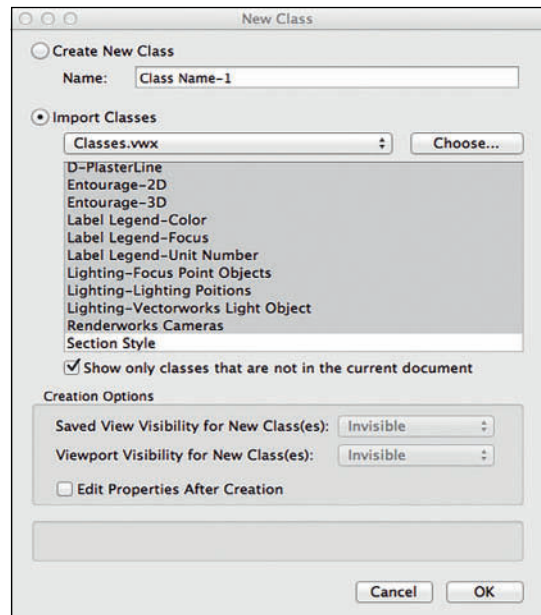 New Class
Create New Class
Name: Class Name-1
Import Classes
Classes.vwx Choose...
D-PlasterLine
Entourage-2D
Entourage-3D
Label Legend-Color
Label Legend-Focus
Label Legend-Unit Number
Lighting-Focus Point Objects
Lighting-Lighting Poitions
Lighting-Vectorworks Light Object
Renderworks Cameras
Section Style
Show only classes that are not in the current document
Creation Options
Saved View Visibility for New Class(es): Invisible
Viewport Visibility for New Class(es): Invisible
Edit Properties After Creation
Cancel OK